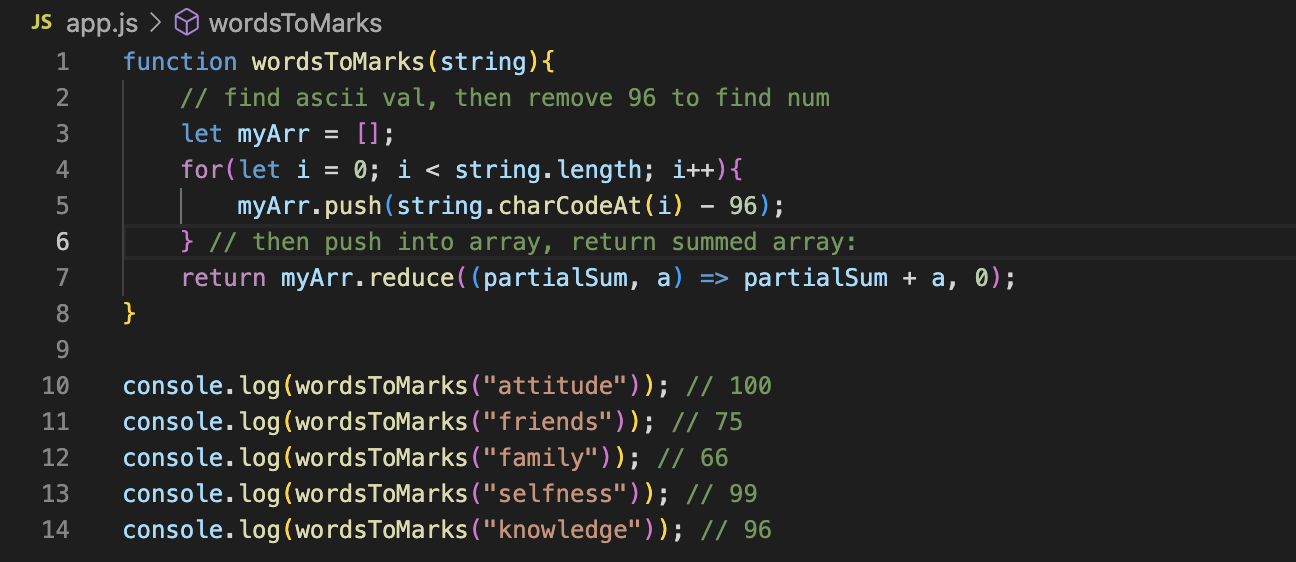 JS app.js > wordsToMarks
1 function wordsToMarks(string){
2 // find ascii val, then remove 96 to find num
3 let myArr = [];
4 for(let i = 0; i < string.length; i++){
5 myArr.push(string.charCodeAt(i) - 96);
6 } // then push into array, return summed array:
7 return myArr.reduce((partialSum, a) => partialSum + a, 0);
8 }
9
10 console.log(wordsToMarks("attitude")); // 100
11 console.log(wordsToMarks("friends")); // 75
12 console.log(wordsToMarks("family")); // 66
13 console.log(wordsToMarks("selfness")); // 99
14 console.log(wordsToMarks("knowledge")); // 96